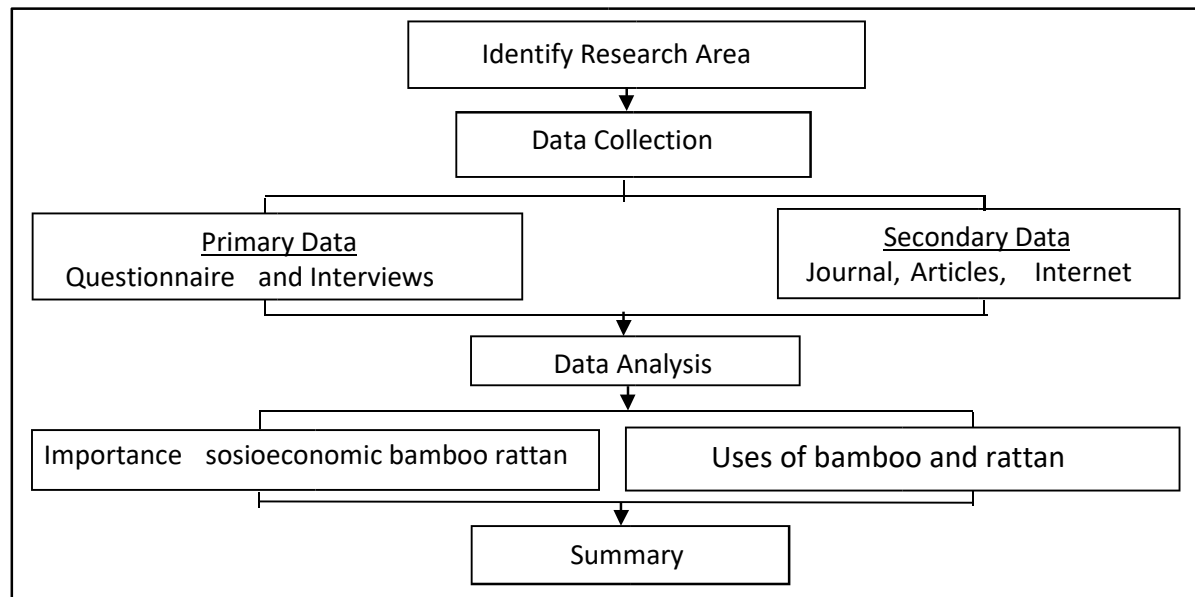 Identify Research Area
Data Collection
Primary Data
Questionnaire and Interviews
Secondary Data
Journal, Articles, Internet
Data Analysis
Importance sosioeconomic bamboo rattan
Uses of bamboo and rattan
Summary